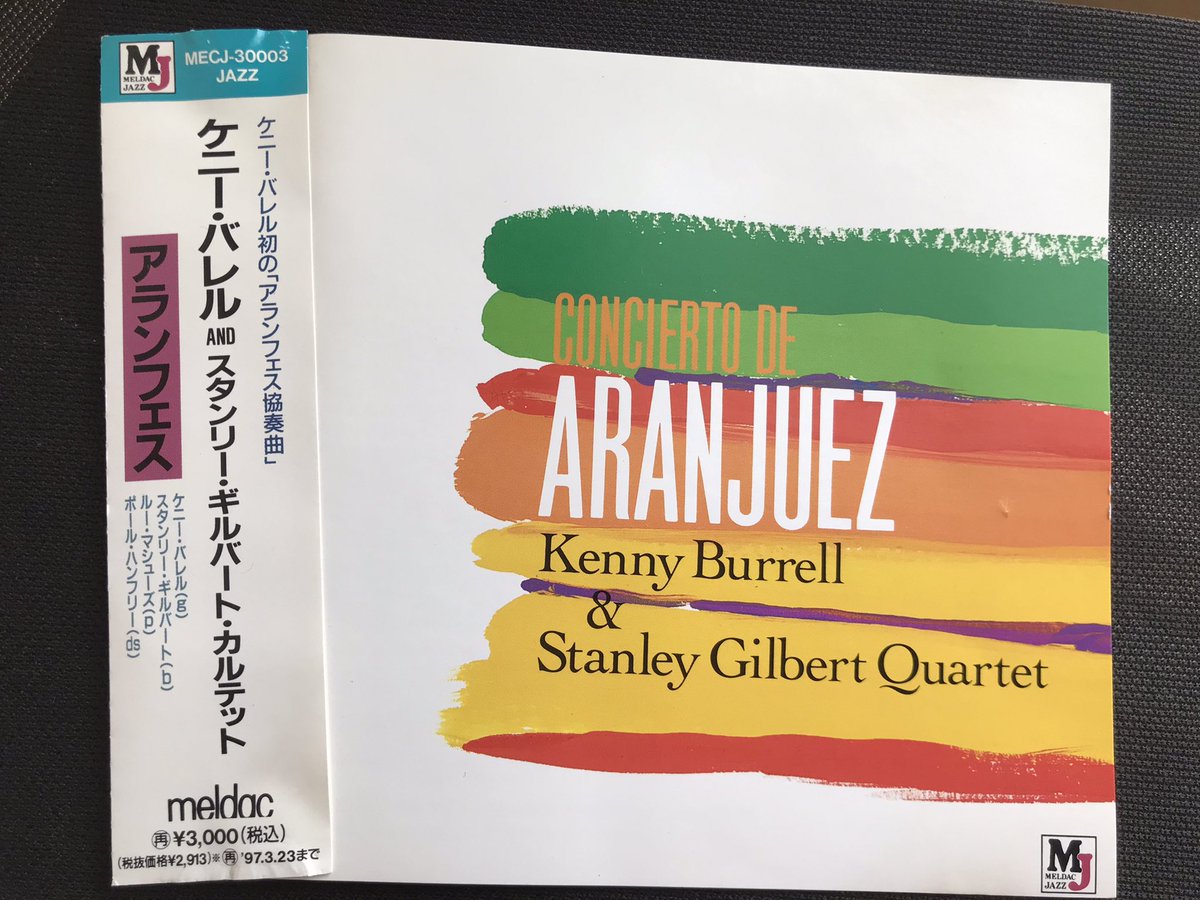 MJ
MELDAC
JAZZ
MECJ-30003
JAZZ
ケニー・バレル初の「アランフェス協奏曲」
ケニー・バレル AND スタンリー・ギルバート・カルテット
アランフェス
ケニー・バレル(g)
スタンリー・ギルバート(b)
ルー・マシューズ(p)
ポール・ハンフリー(ds)
meldac
再¥3,000(税込)
(税抜価格¥2,913)※再'97.3.23まで
CONCIERTO DE
ARANJUEZ
Kenny Burrell
&
Stanley Gilbert Quartet
MJ
MELDAC
JAZZ